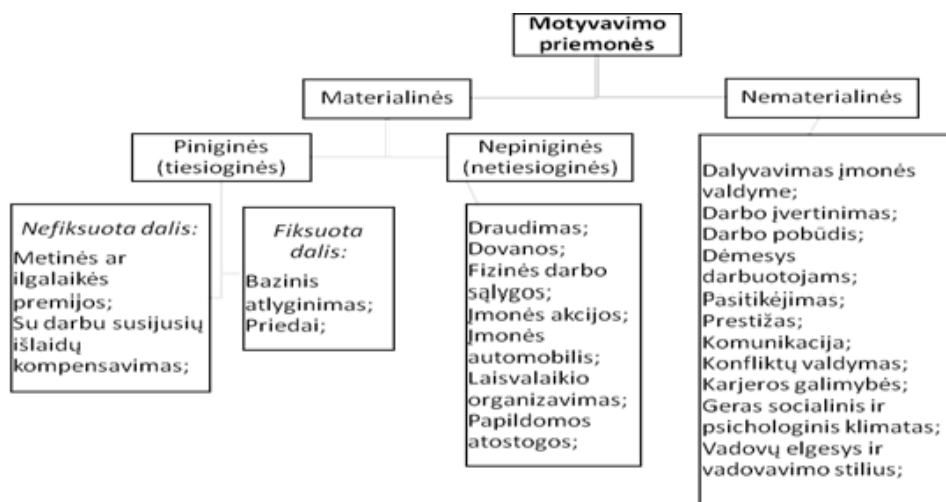 Motyvavimo
priemonės
Materialinės
Nematerialinės
Piniginės
(tiesioginės)
Nepiniginės
(netiesioginės)
Nefiksuota dalis:
Metinės ar
ilgalaikės
premijos;
Su darbu susijusių
išlaidų
kompensavimas;
Fiksuota
dalis:
Bazinis
atlyginimas;
Priedai;
Draudimas;
Dovanos;
Fizinės darbo
sąlygos;
Įmonės akcijos;
Įmonės
automobilis;
Laisvalaikio
organizavimas;
Papildomos
atostogos;
Dalyvavimas įmonės
valdyme;
Darbo įvertinimas;
Darbo pobūdis;
Dėmesys
darbuotojams;
Pasitikėjimas;
Prestižas;
Komunikacija;
Konfliktų valdymas;
Karjeros galimybės;
Geras socialinis ir
psichologinis klimatas;
Vadovų elgesys ir
vadovavimo stilius;